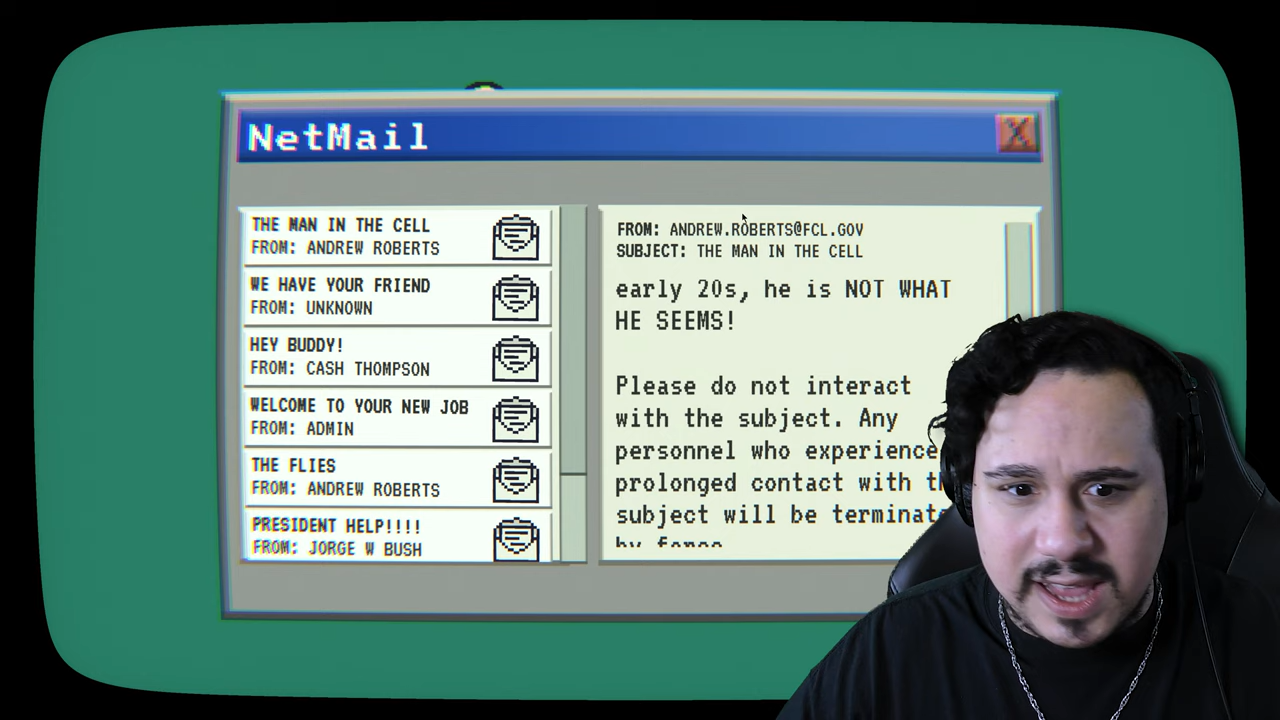 NetMail
X
THE MAN IN THE CELL
FROM: ANDREW ROBERTS
WE HAVE YOUR FRIEND
FROM: UNKNOWN
HEY BUDDY!
FROM: CASH THOMPSON
WELCOME TO YOUR NEW JOB
FROM: ADMIN
THE FLIES
FROM: ANDREW ROBERTS
PRESIDENT HELP!!!!
FROM: JORGE W BUSH
FROM: ANDREW.ROBERTS@FCL.GOV
SUBJECT: THE MAN IN THE CELL
early 20s, he is NOT WHAT
HE SEEMS!
Please do not interact
with the subject. Any
personnel who experience
prolonged contact with
subject will be